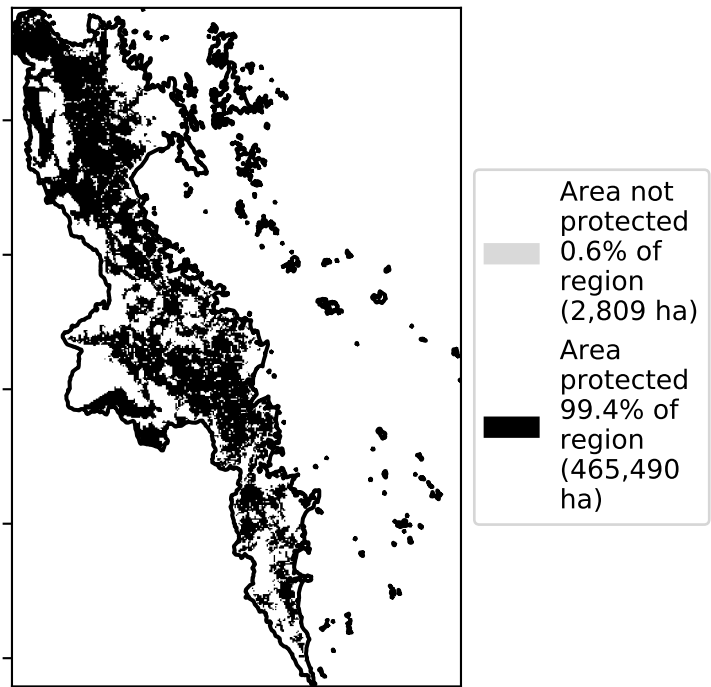 Area not
protected
0.6% of
region
(2,809 ha)
Area
protected
99.4% of
region
(465,490
ha)